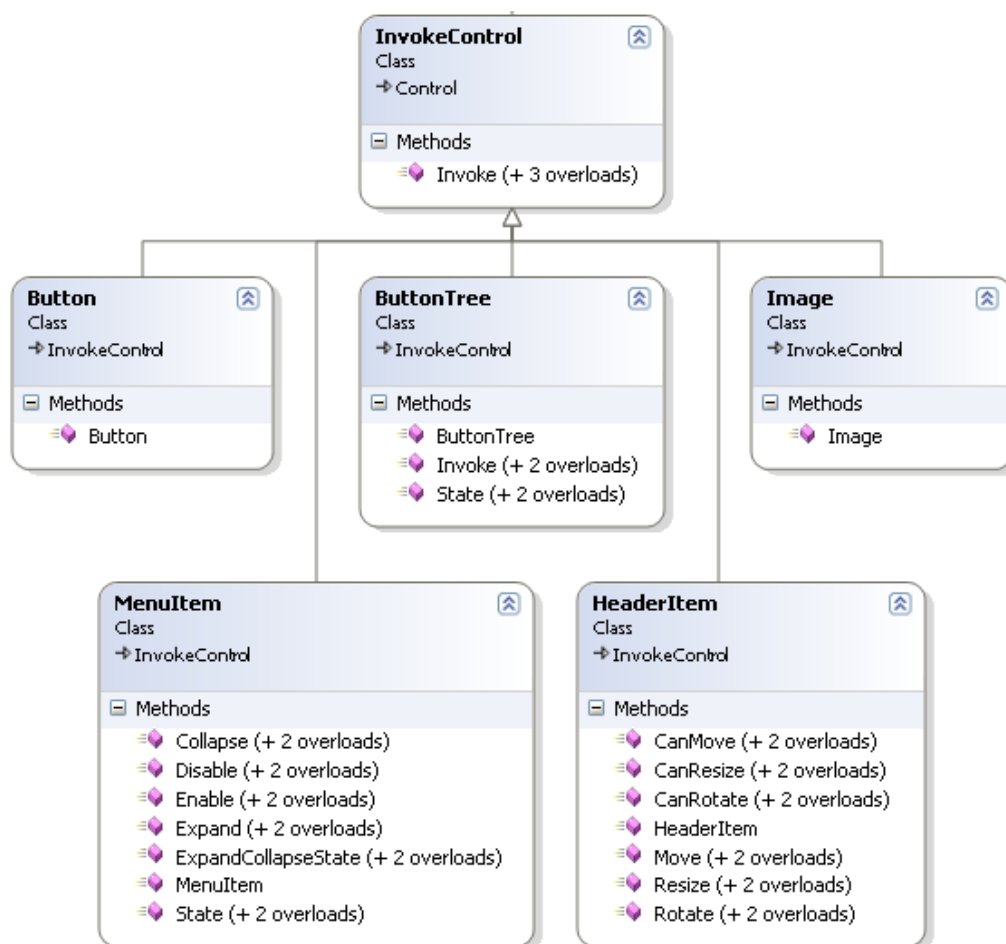 InvokeControl
Class
Control
Methods
Invoke (+ 3 overloads)
Button
Class
InvokeControl
Methods
Button
ButtonTree
Class
InvokeControl
Methods
ButtonTree
Invoke (+ 2 overloads)
State (+ 2 overloads)
Image
Class
InvokeControl
Methods
Image
MenuItem
Class
InvokeControl
Methods
Collapse (+ 2 overloads)
Disable (+ 2 overloads)
Enable (+ 2 overloads)
Expand (+ 2 overloads)
ExpandCollapseState (+ 2 overloads)
MenuItem
State (+ 2 overloads)
HeaderItem
Class
InvokeControl
Methods
CanMove (+ 2 overloads)
CanResize (+ 2 overloads)
CanRotate (+ 2 overloads)
HeaderItem
Move (+ 2 overloads)
Resize (+ 2 overloads)
Rotate (+ 2 overloads)